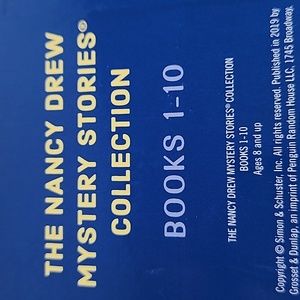 THE NANCY DREW
MYSTERY STORIES®
COLLECTION
BOOKS 1-10
THE NANCY DREW MYSTERY STORIES® COLLECTION
BOOKS 1-10
Ages 8 and up
Copyright © Simon & Schuster, Inc. All rights reserved. Published in 2019 by
Grosset & Dunlap, an imprint of Penguin Random House LLC, 1745 Broadway,